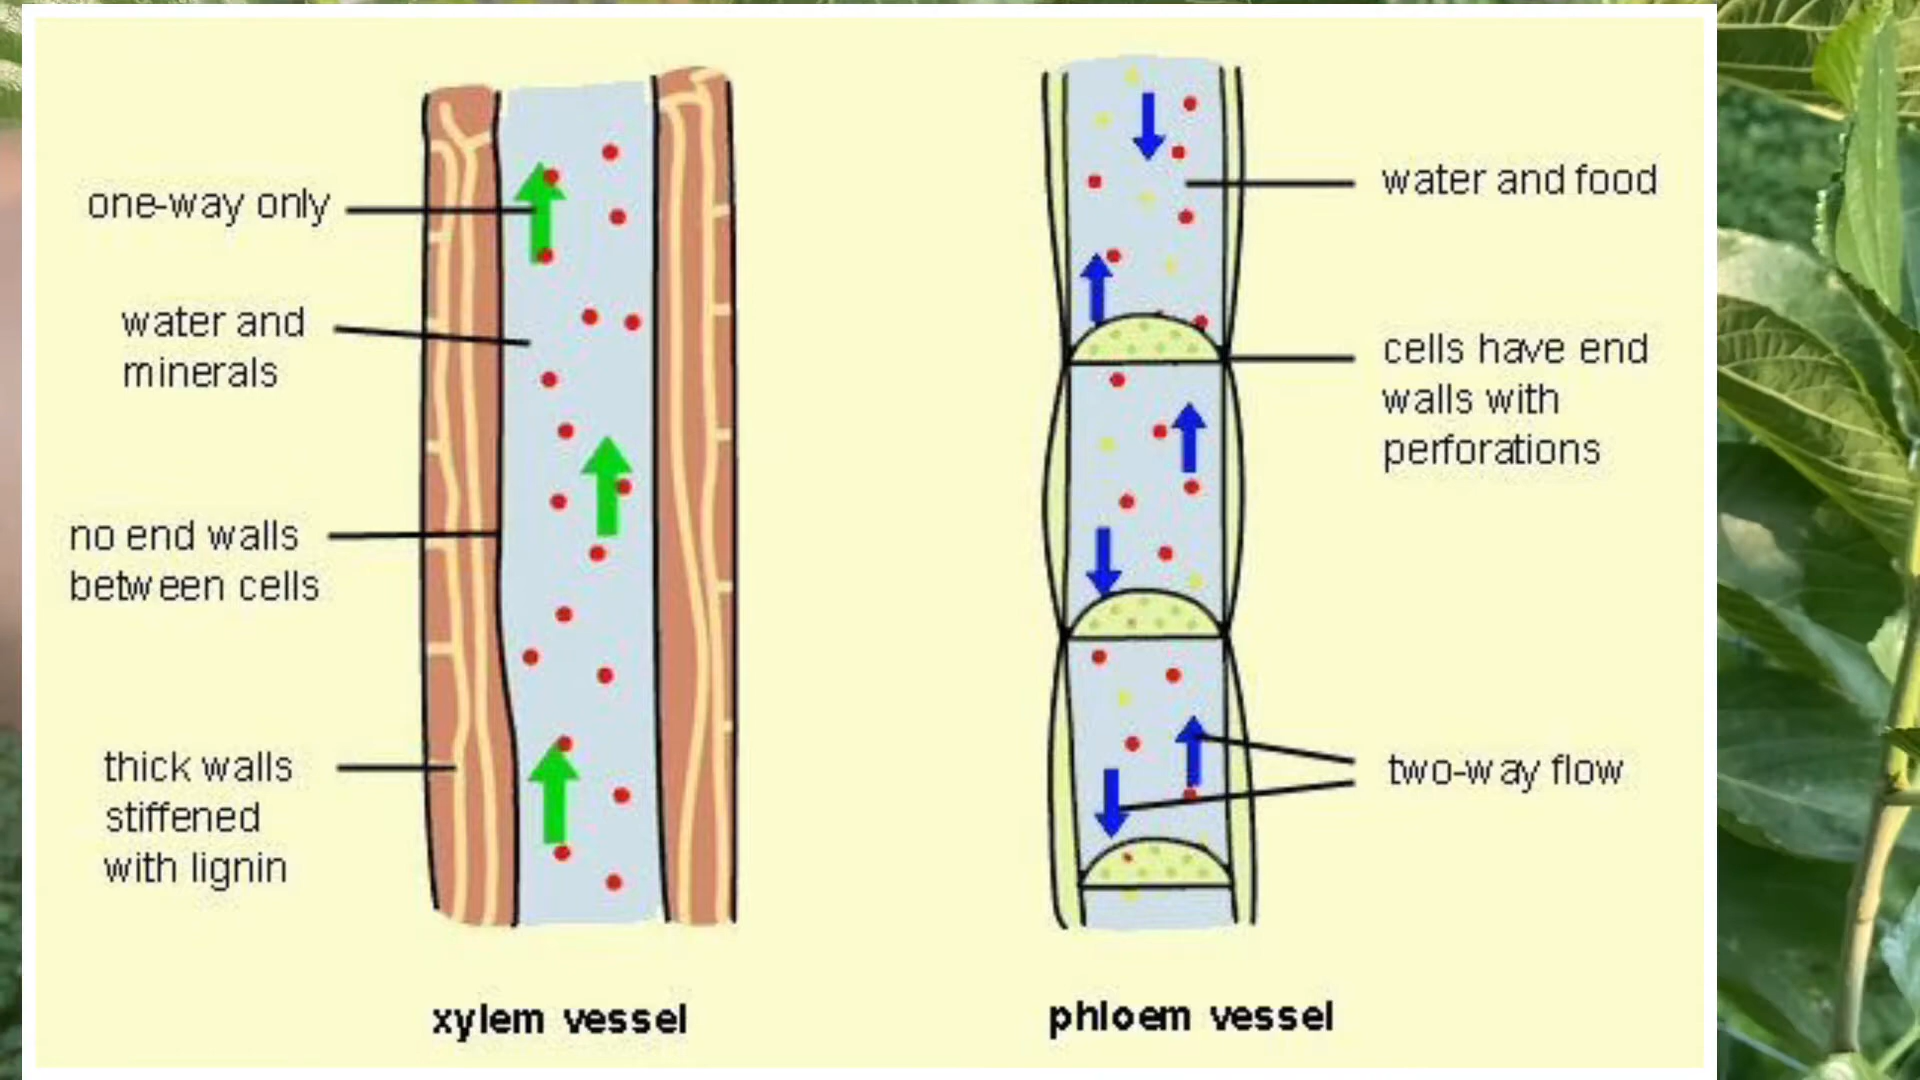 one-way only
water and
minerals
no end walls
between cells
thick walls
stiffened
with lignin
xylem vessel
water and food
cells have end
walls with
perforations
two-way flow
phloem vessel